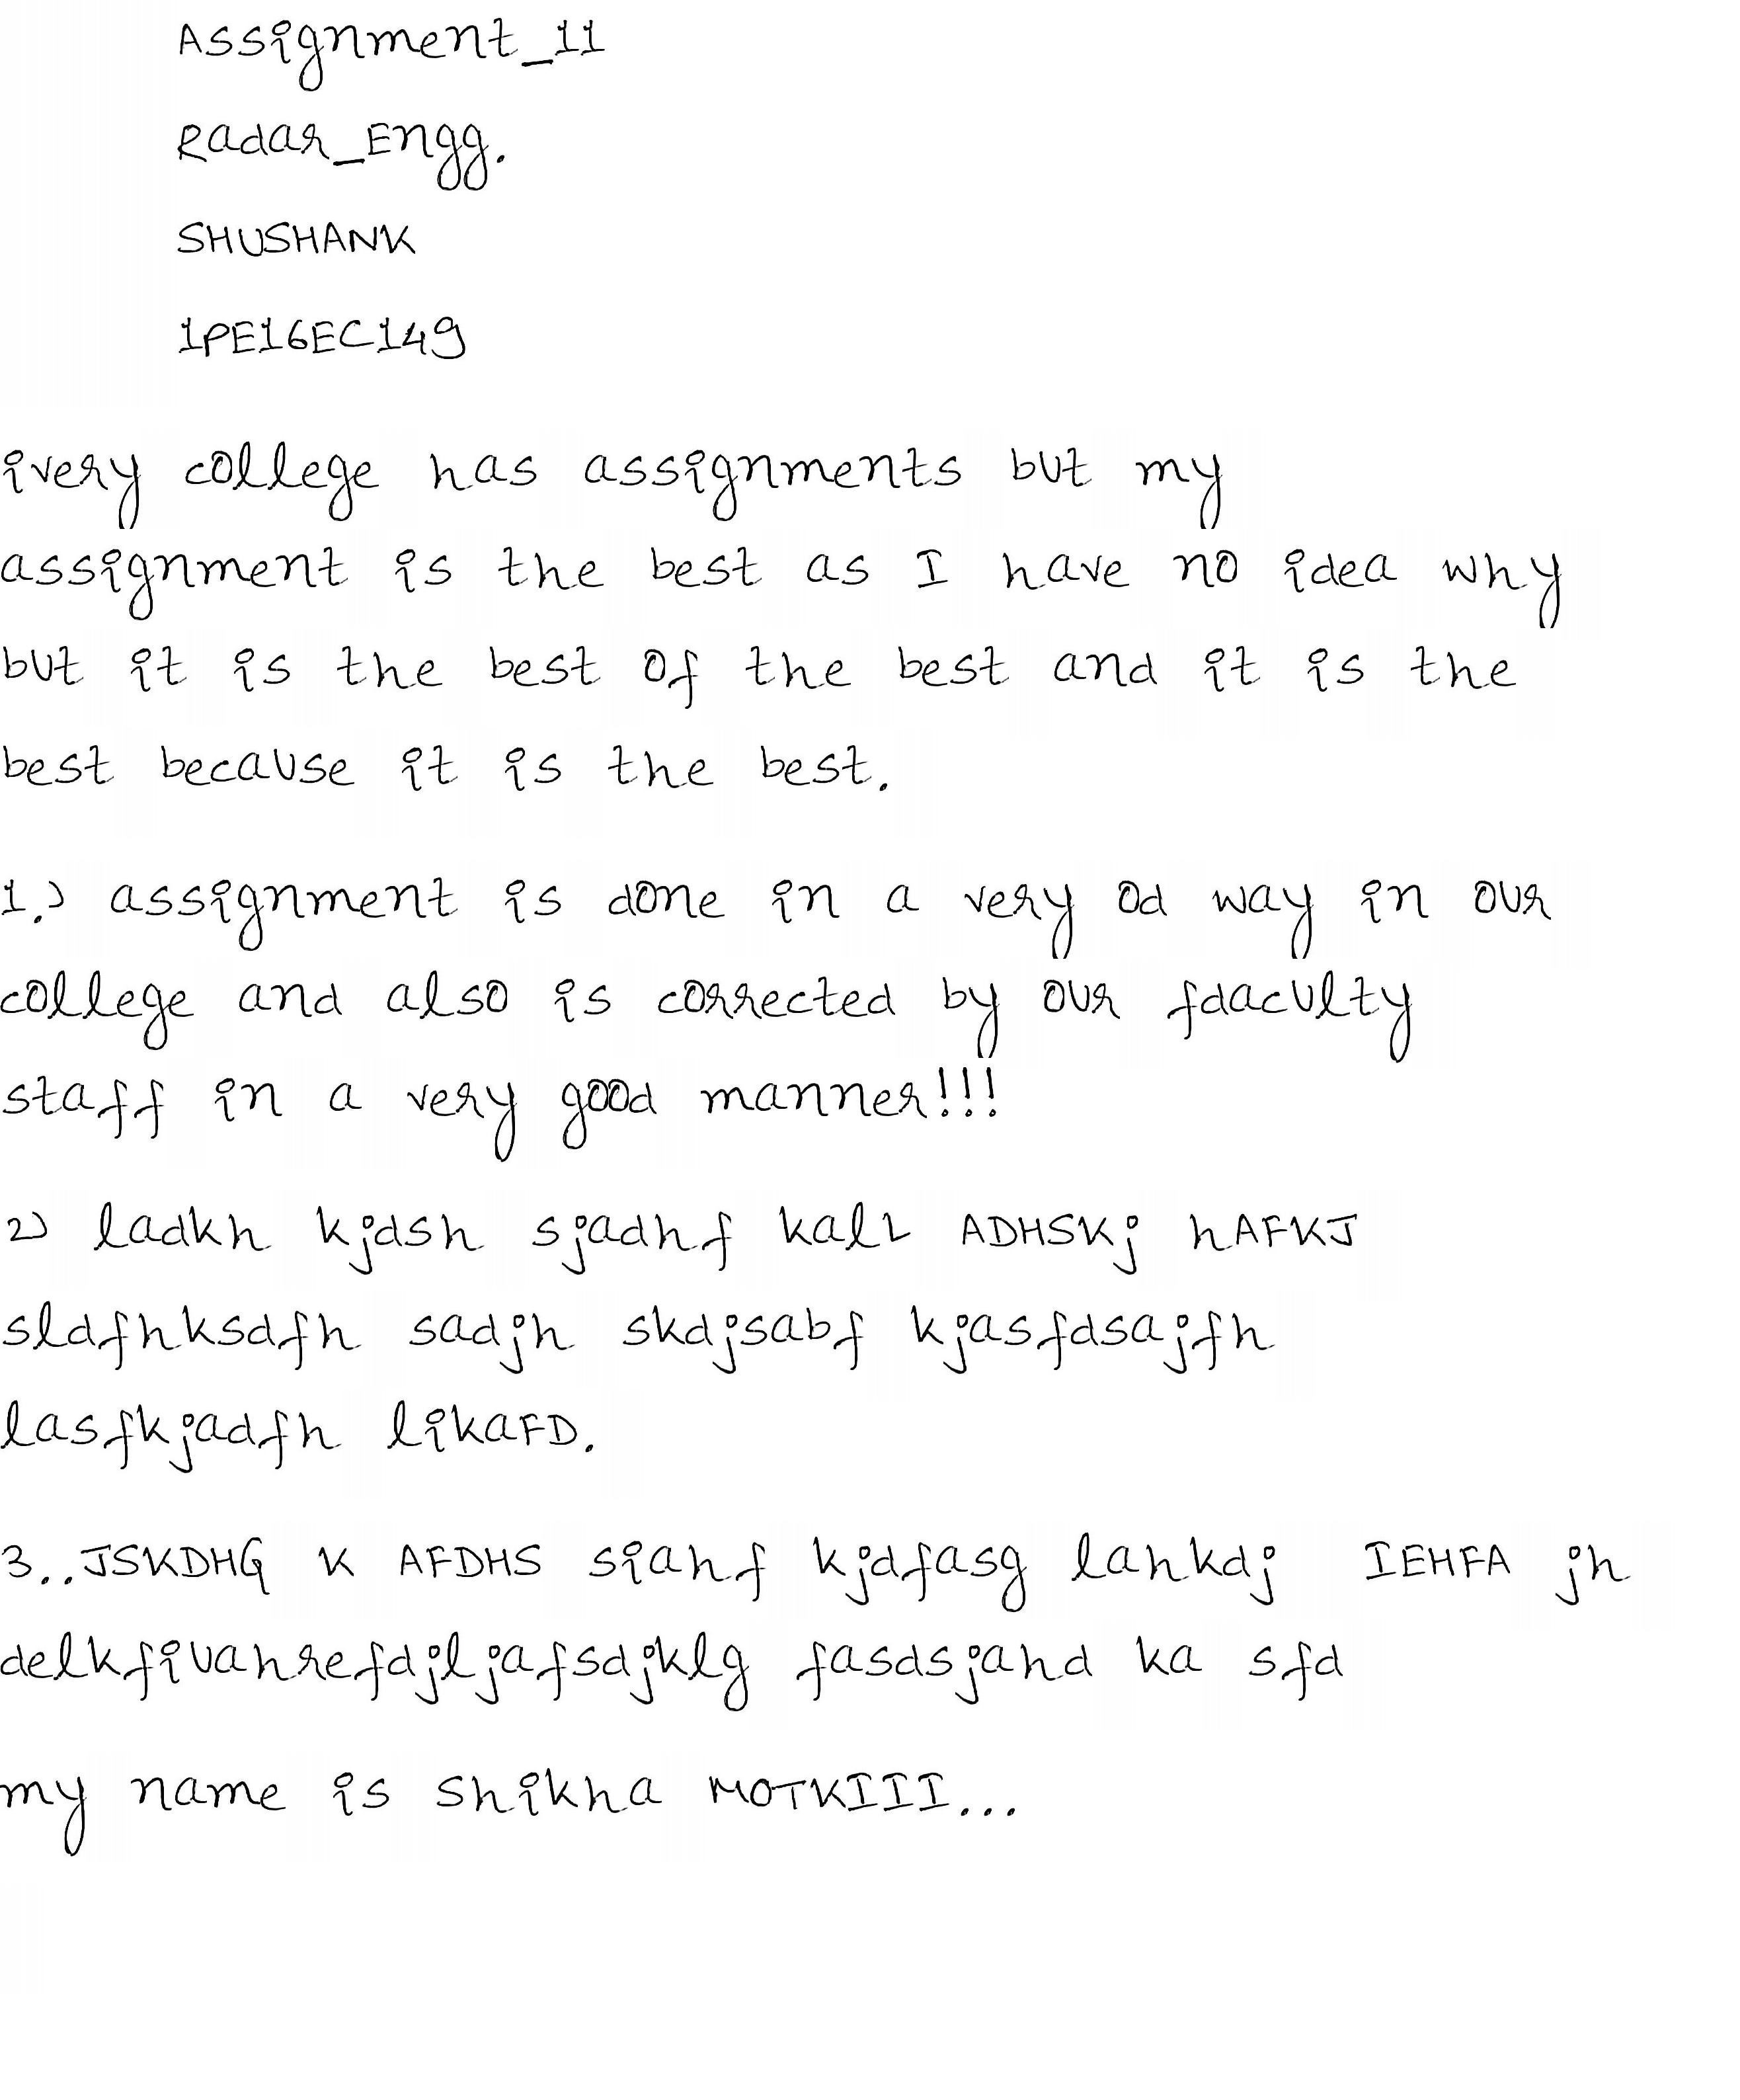 Assignment_11
Radar_Engg.
SHUSHANK
1PE16EC149
ivery college has assignments but my
assignment is the best as I have no idea why
but it is the best of the best and it is the
best because it is the best.
1.) assignment is done in a very od way in our
college and also is corrected by our fdaculty
staff in a very good manner!!!
2) ladkh kjdsh sjadhf kalL ADHSKj hAFKJ
sldfhksdfh sadjh skdjsabf kjasfdsajfh
lasfkjadfh likaFD.
3..JSKDHG K AFDHS siahf kjdfasg lahkdj IEHFA jh
delkfiuahrefdjljafsdjklg fasdsjahd ka sfd
my name is shikha MOTKIII...